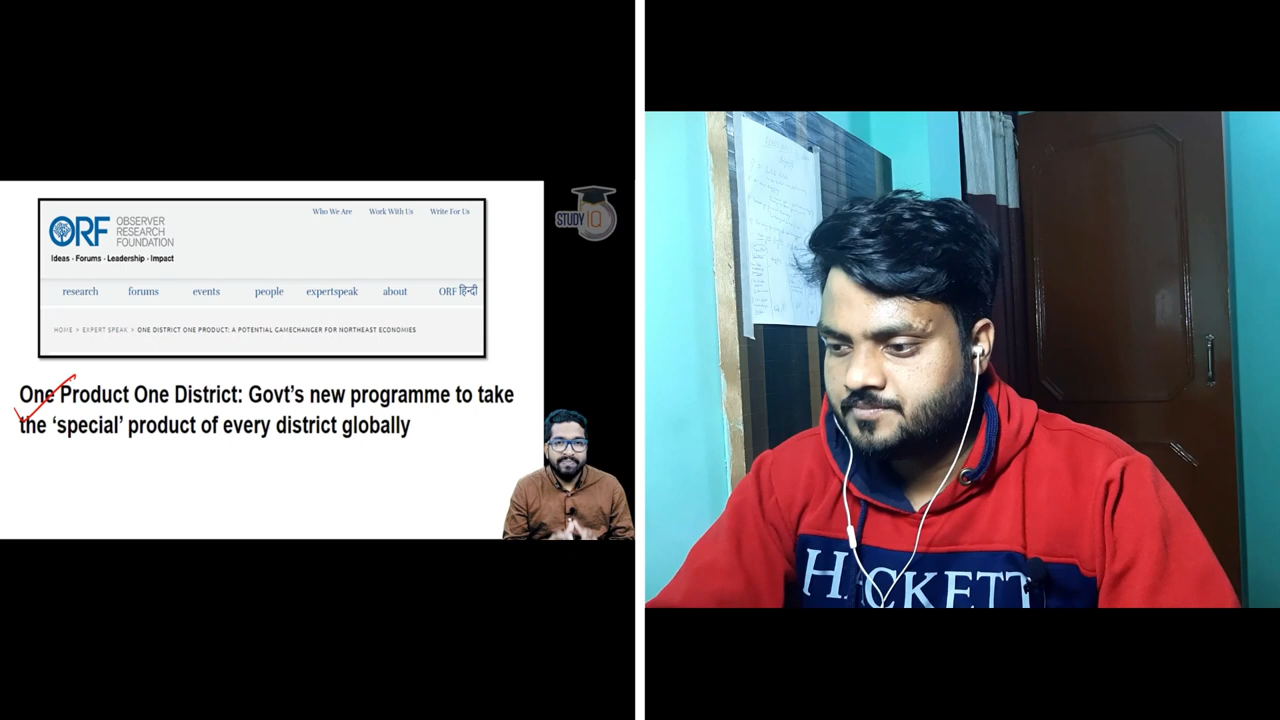 Who We Are Work With Us Write For Us
ORF OBSERVER
RESEARCH
FOUNDATION
Ideas · Forums · Leadership · Impact
research forums events people expertspeak about ORF हिन्दी
HOME > EXPERT SPEAK > ONE DISTRICT ONE PRODUCT: A POTENTIAL GAMECHANGER FOR NORTHEAST ECONOMIES
One Product One District: Govt's new programme to take
the 'special' product of every district globally
STUDY IQ
HACKETT